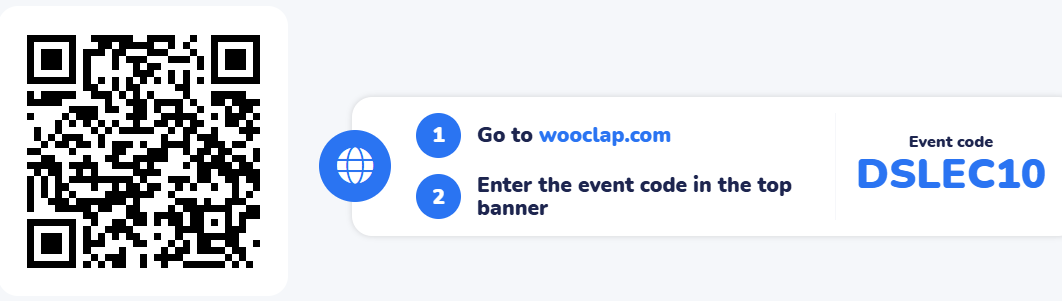 1 Go to wooclap.com
2 Enter the event code in the top
banner
Event code
DSLEC10